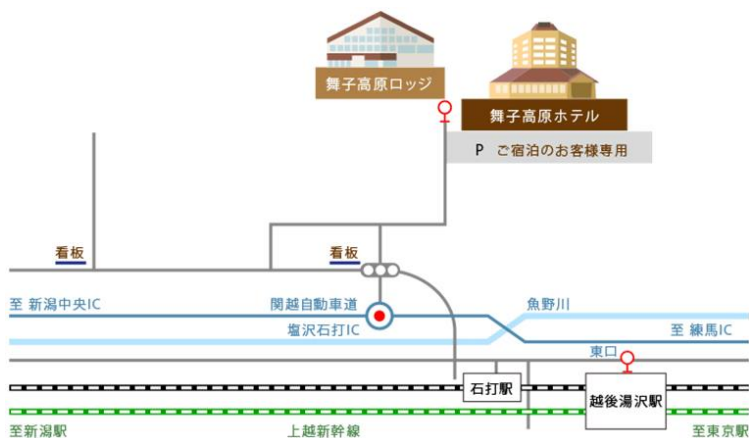 舞子高原ロッジ
舞子高原ホテル
P ご宿泊のお客様専用
看板
看板
至 新潟中央IC
関越自動車道
魚野川
塩沢石打IC
至 練馬IC
東口
石打駅
越後湯沢駅
至新潟駅
上越新幹線
至東京駅